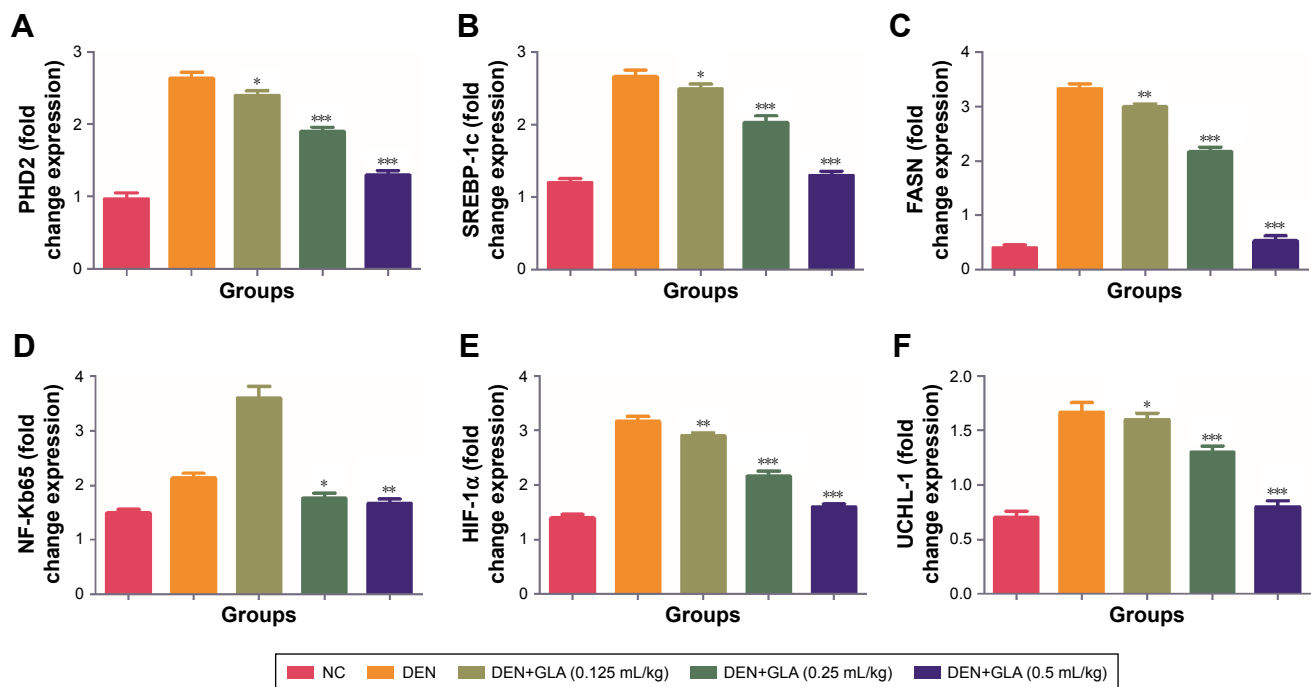 A
PHD2 (fold
change expression)
3
2
1
0
*
***
***
Groups
B
SREBP-1c (fold
change expression)
3
2
1
0
*
***
***
Groups
C
FASN (fold
change expression)
4
3
2
1
0
**
***
***
Groups
D
NF-Kb65 (fold
change expression)
4
3
2
1
0
*
**
Groups
E
HIF-1α (fold
change expression)
4
3
2
1
0
**
***
***
Groups
F
UCHL-1 (fold
change expression)
2.0
1.5
1.0
0.5
0
*
***
***
Groups
NC DEN DEN+GLA (0.125 mL/kg) DEN+GLA (0.25 mL/kg) DEN+GLA (0.5 mL/kg)